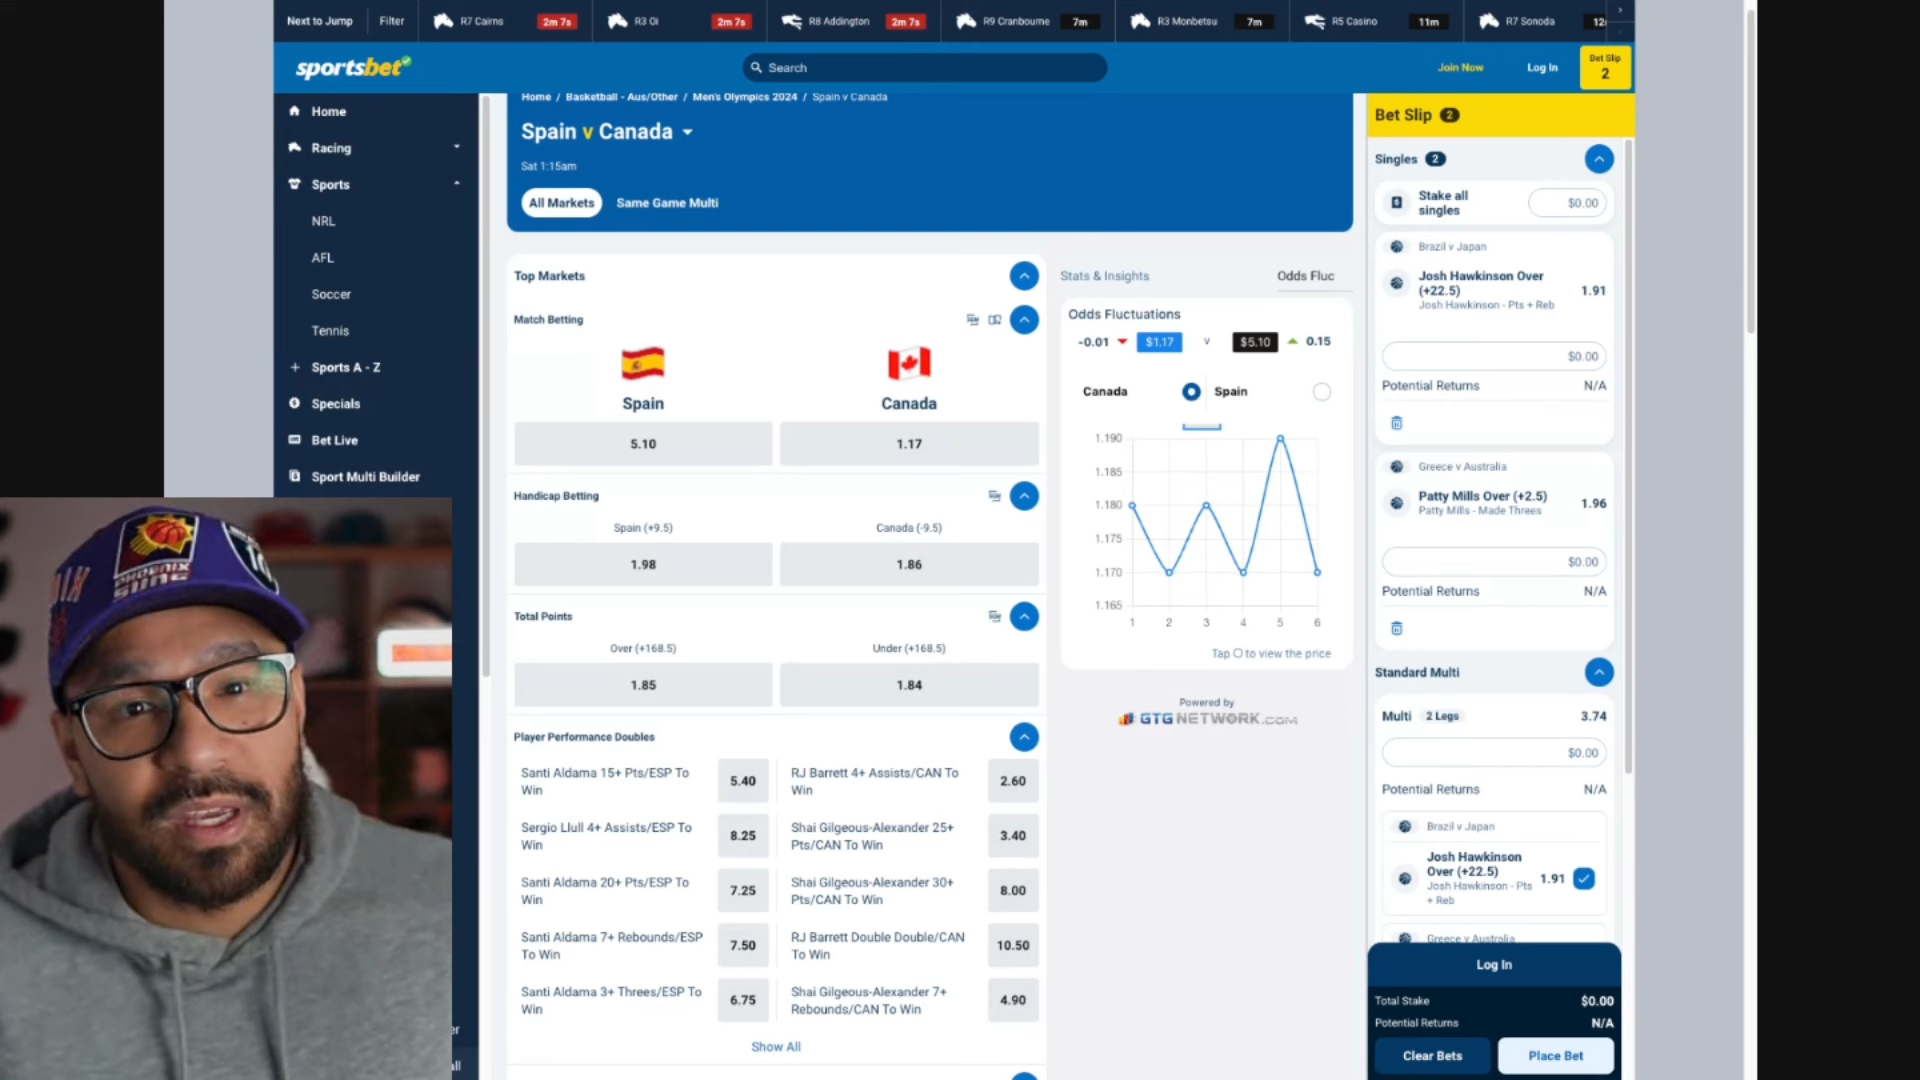 Next to Jump
Filter
R7 Cairns
2m 7s
R3 Oi
2m 7s
R8 Addington
2m 7s
R9 Cranbourne
7m
R3 Monbetsu
7m
R5 Casino
11m
R7 Sonoda
sportsbet
Search
Join Now
Log In
Bet Slip
2
Home / Basketball - Aus/Other / Men's Olympics 2024 / Spain v Canada
Spain v Canada
Sat 1:15am
All Markets
Same Game Multi
Home
Racing
Sports
NRL
AFL
Soccer
Tennis
Sports A - Z
Specials
Bet Live
Sport Multi Builder
Top Markets
Match Betting
Spain
Canada
5.10
1.17
Handicap Betting
Spain (+9.5)
Canada (-9.5)
1.98
1.86
Total Points
Over (+168.5)
Under (+168.5)
1.85
1.84
Player Performance Doubles
Santi Aldama 15+ Pts/ESP To
Win
5.40
RJ Barrett 4+ Assists/CAN To
Win
2.60
Sergio Llull 4+ Assists/ESP To
Win
8.25
Shai Gilgeous-Alexander 25+
Pts/CAN To Win
3.40
Santi Aldama 20+ Pts/ESP To
Win
7.25
Shai Gilgeous-Alexander 30+
Pts/CAN To Win
8.00
Santi Aldama 7+ Rebounds/ESP
To Win
7.50
RJ Barrett Double Double/CAN
To Win
10.50
Santi Aldama 3+ Threes/ESP To
Win
6.75
Shai Gilgeous-Alexander 7+
Rebounds/CAN To Win
4.90
Show All
Stats & Insights
Odds Fluc
Odds Fluctuations
-0.01
$1.17
v
$5.10
0.15
Canada
Spain
1.190
1.185
1.180
1.175
1.170
1.165
1 2 3 4 5 6
Tap O to view the price
Powered by
GTG NETWORK.COM
Bet Slip 2
Singles 2
Stake all
singles
$0.00
Brazil v Japan
Josh Hawkinson Over
(+22.5)
1.91
Josh Hawkinson - Pts + Reb
$0.00
Potential Returns
N/A
Greece v Australia
Patty Mills Over (+2.5)
1.96
Patty Mills - Made Threes
$0.00
Potential Returns
N/A
Standard Multi
Multi 2 Legs
3.74
$0.00
Potential Returns
N/A
Brazil v Japan
Josh Hawkinson
Over (+22.5)
1.91
Josh Hawkinson - Pts
+ Reb
Greece v Australia
Log In
Total Stake
$0.00
Potential Returns
N/A
Clear Bets
Place Bet
PHOENIX
SUNS